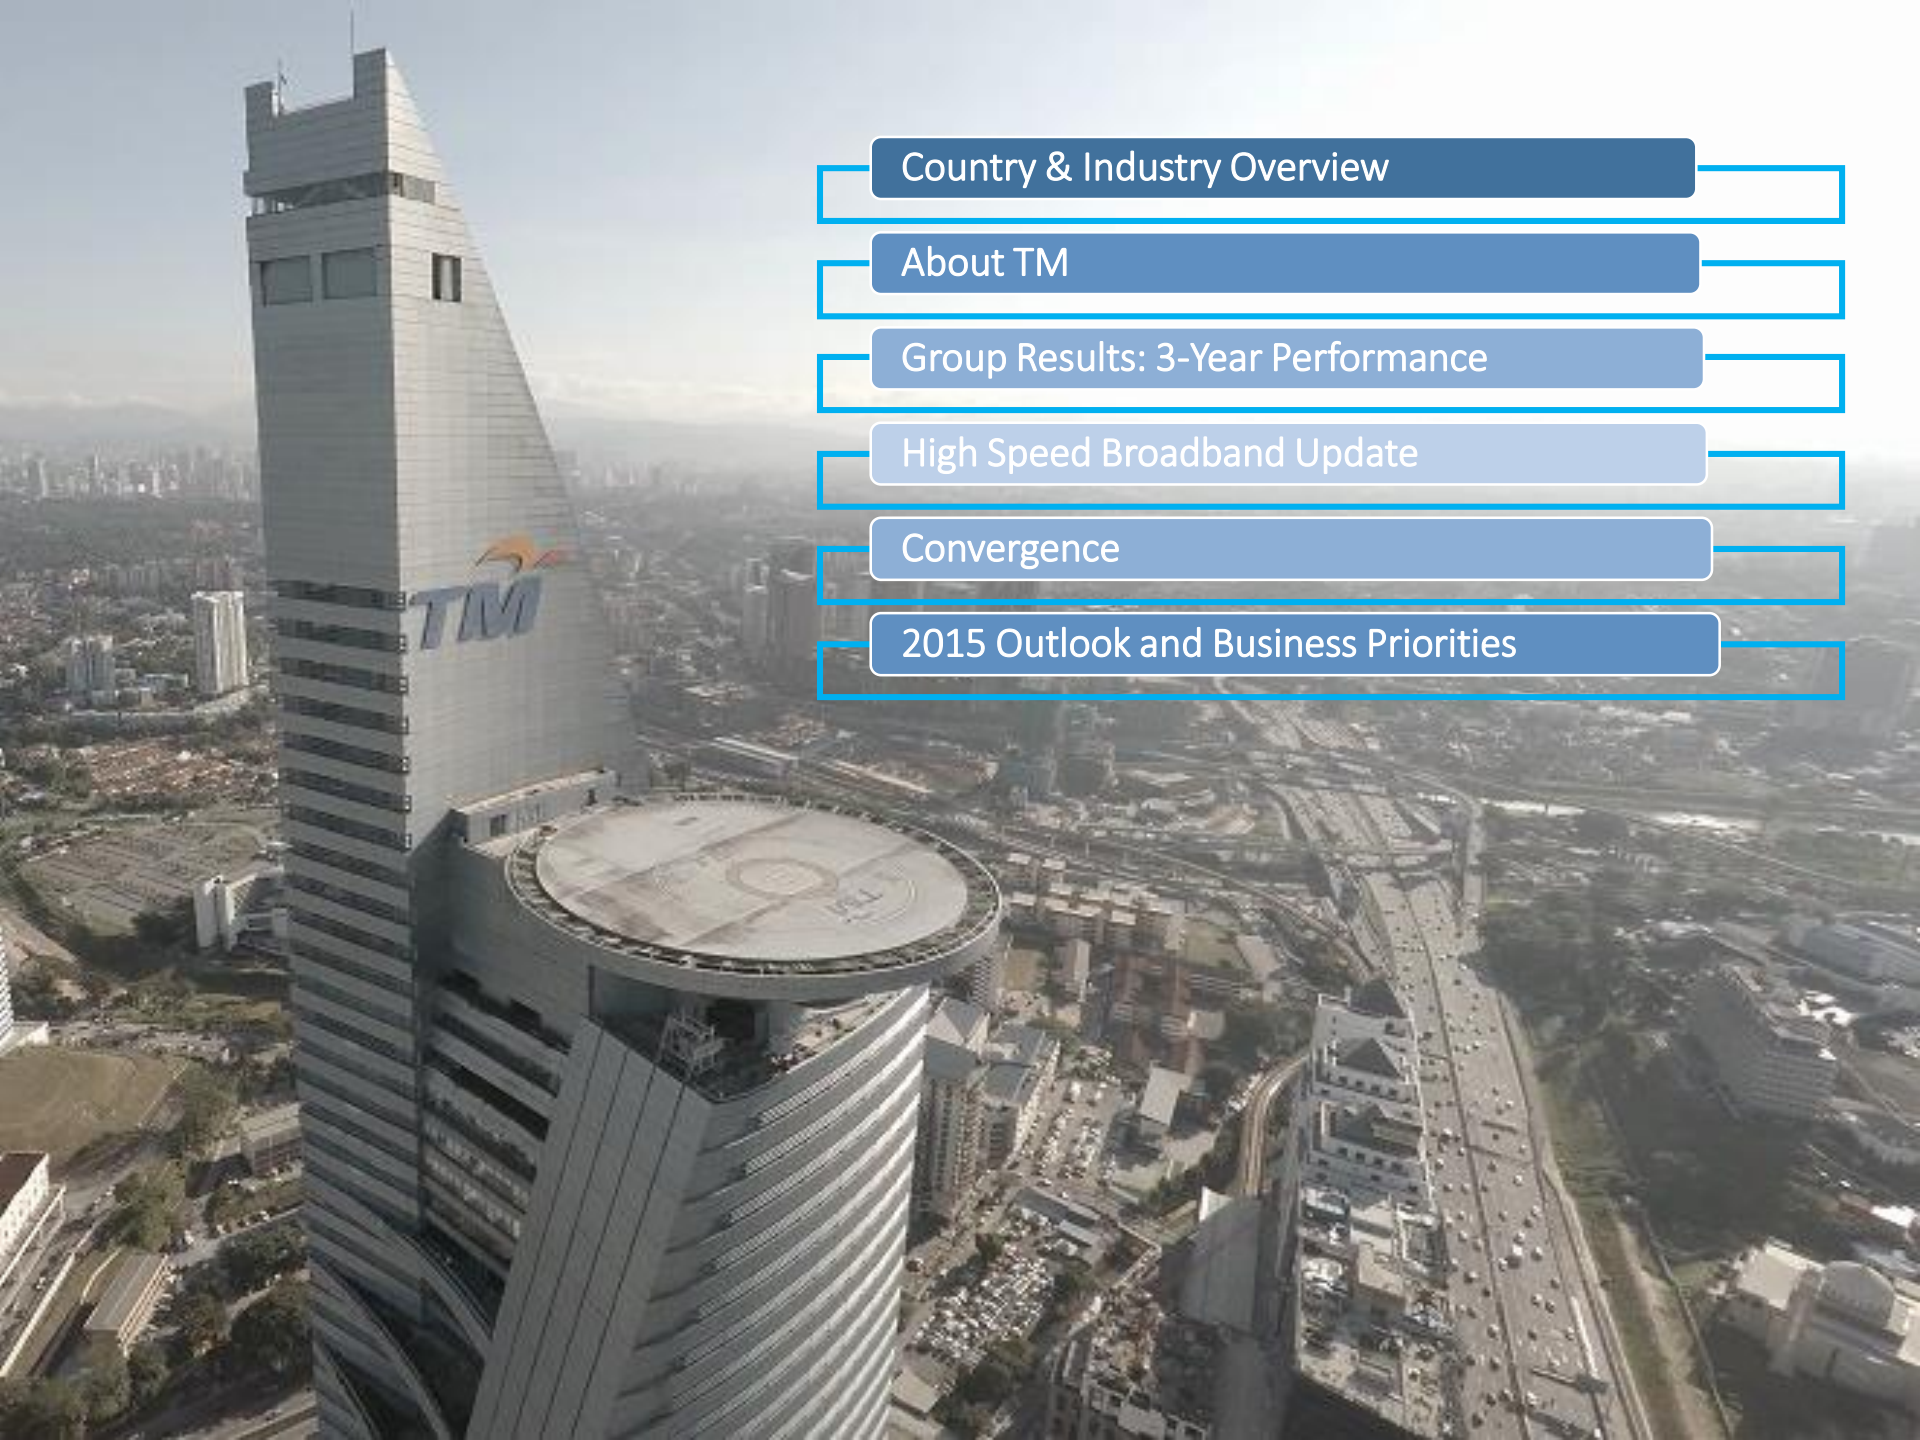 Country & Industry Overview
About TM
Group Results: 3-Year Performance
High Speed Broadband Update
Convergence
2015 Outlook and Business Priorities
TM
TM